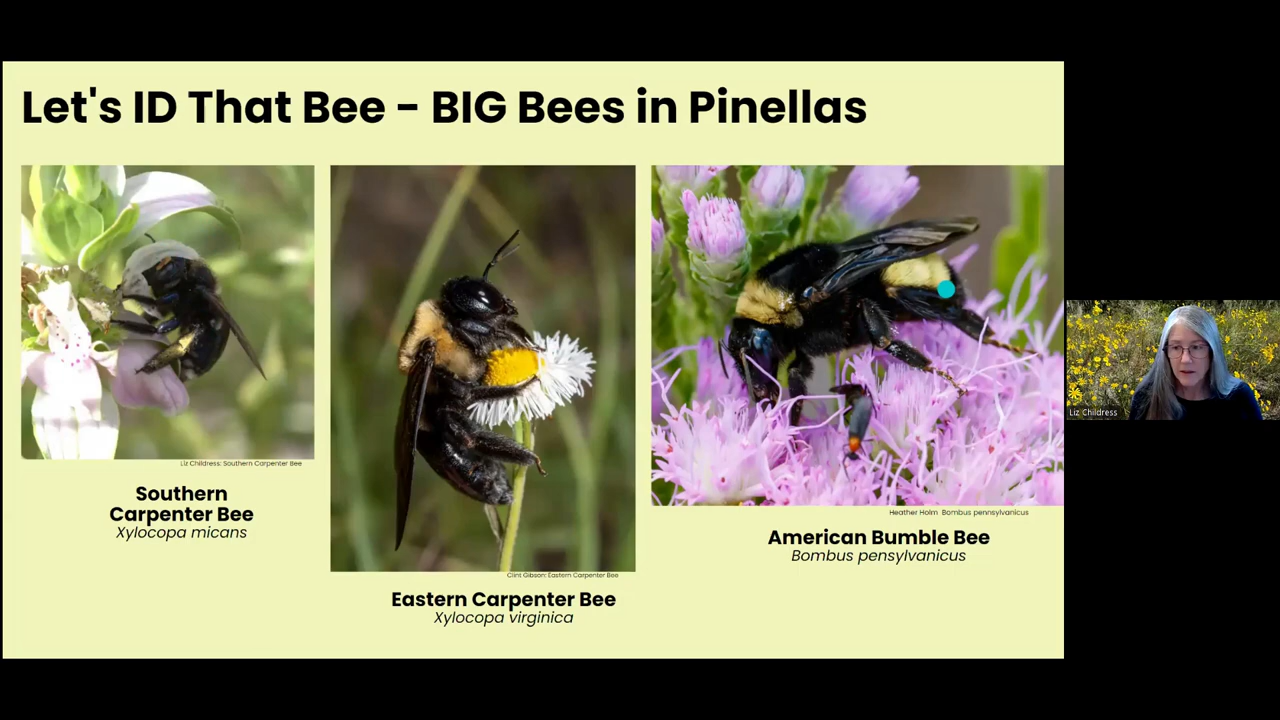 Let's ID That Bee - BIG Bees in Pinellas
Liz Childress: Southern Carpenter Bee
Southern
Carpenter Bee
Xylocopa micans
Clint Gibson: Eastern Carpenter Bee
Eastern Carpenter Bee
Xylocopa virginica
Heather Holm Bombus pennsylvanicus
American Bumble Bee
Bombus pensylvanicus
Liz Childress